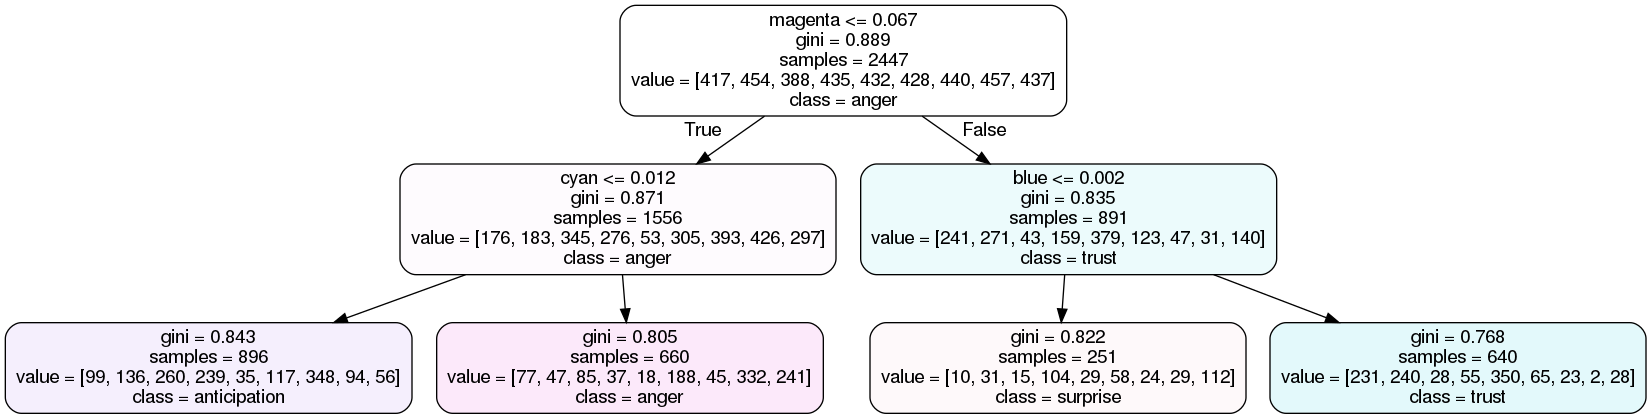 magenta <= 0.067
gini = 0.889
samples = 2447
value = [417, 454, 388, 435, 432, 428, 440, 457, 437]
class = anger
True
False
cyan <= 0.012
gini = 0.871
samples = 1556
value = [176, 183, 345, 276, 53, 305, 393, 426, 297]
class = anger
blue <= 0.002
gini = 0.835
samples = 891
value = [241, 271, 43, 159, 379, 123, 47, 31, 140]
class = trust
gini = 0.843
samples = 896
value = [99, 136, 260, 239, 35, 117, 348, 94, 56]
class = anticipation
gini = 0.805
samples = 660
value = [77, 47, 85, 37, 18, 188, 45, 332, 241]
class = anger
gini = 0.822
samples = 251
value = [10, 31, 15, 104, 29, 58, 24, 29, 112]
class = surprise
gini = 0.768
samples = 640
value = [231, 240, 28, 55, 350, 65, 23, 2, 28]
class = trust